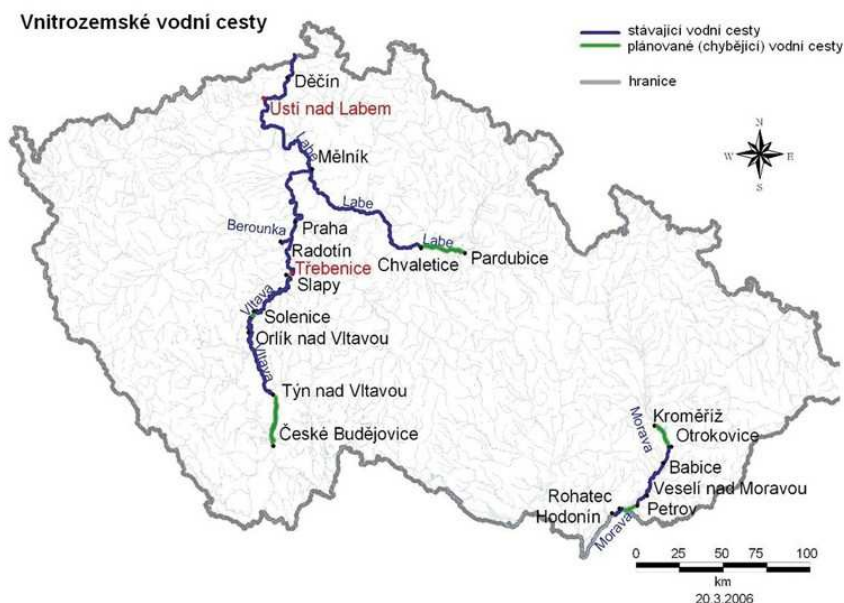 Vnitrozemské vodní cesty
stávající vodní cesty
plánované (chybějící) vodní cesty
hranice
Děčín
Ustí nad Labem
Labe
Mělník
N
W E
S
Labe
Berounka
Praha
Labe
Radotín
Chvaletice
Pardubice
Třebenice
Slapy
Vltava
Solenice
Orlík nad Vltavou
Vltava
Týn nad Vltavou
České Budějovice
Morava
Kroměříž
Otrokovice
Babice
Veselí nad Moravou
Rohatec
Petrov
Hodonín
Morava
0 25 50 75 100
km
20.3.2006